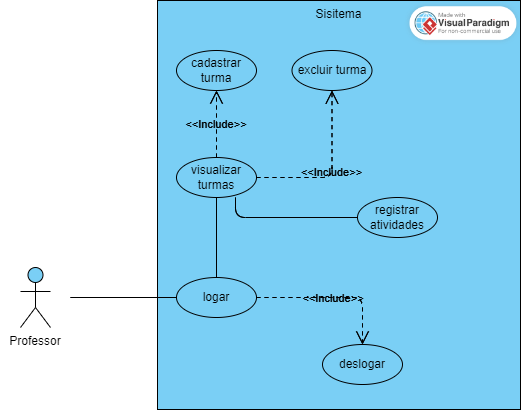 Sisitema
Made with
Visual Paradigm
For non-commercial use
cadastrar
turma
excluir turma
<<Include>>
visualizar
turmas
<<Include>>
registrar
atividades
logar
<<Include>>
Professor
deslogar